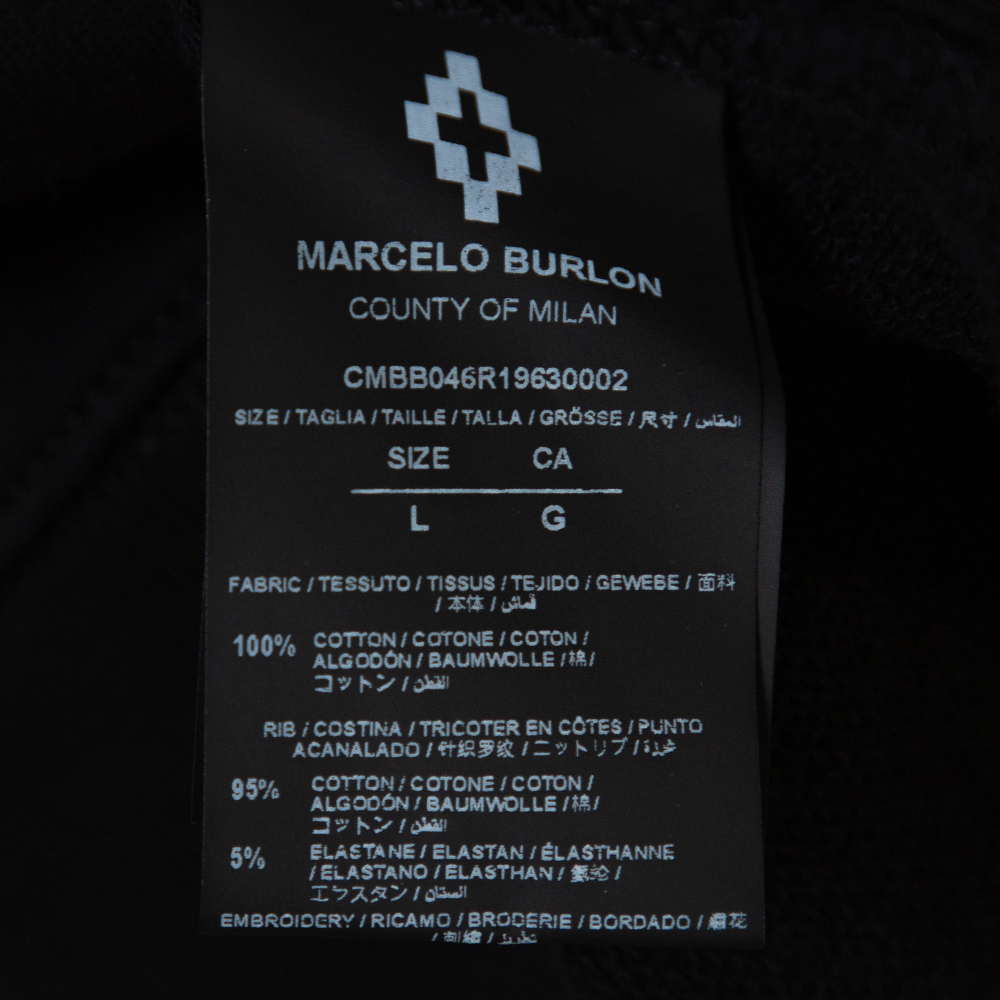 MARCELO BURLON
COUNTY OF MILAN
CMBB046R19630002
SIZE / TAGLIA / TAILLE / TALLA / GRÖSSE / 尺寸 / المقاس
SIZE CA
L G
FABRIC / TESSUTO / TISSUS / TEJIDO / GEWEBE / 面料
/ 本体 / قماش
100% COTTON / COTONE / COTON /
ALGODÓN / BAUMWOLLE / 棉 /
コットン / القطن
RIB / COSTINA / TRICOTER EN CÔTES / PUNTO
ACANALADO / 针织罗纹 / ニットリブ /
95% COTTON / COTONE / COTON /
ALGODÓN / BAUMWOLLE / 棉 /
コットン / القطن
5% ELASTANE / ELASTAN / ÉLASTHANNE
/ ELASTANO / ELASTHAN / 氨纶 /
エラスタン /
EMBROIDERY / RICAMO / BRODERIE / BORDADO /
/ 刺繍 / تطريز